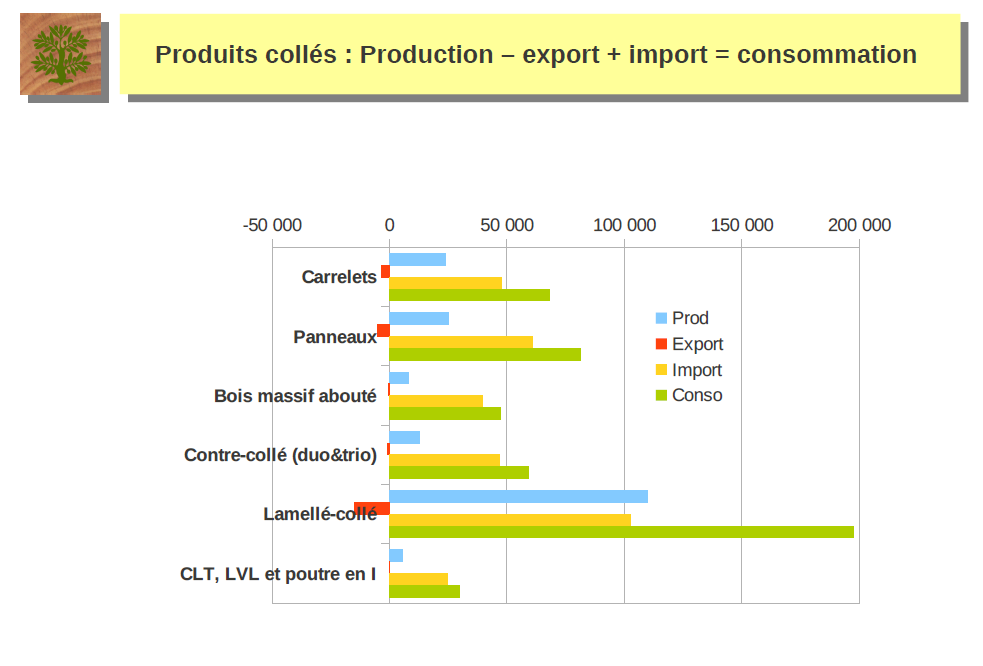 Produits collés : Production – export + import = consommation
-50 000 0 50 000 100 000 150 000 200 000
Carrelets
Panneaux
Bois massif abouté
Contre-collé (duo&trio)
Lamellé-collé
CLT, LVL et poutre en I
Prod
Export
Import
Conso